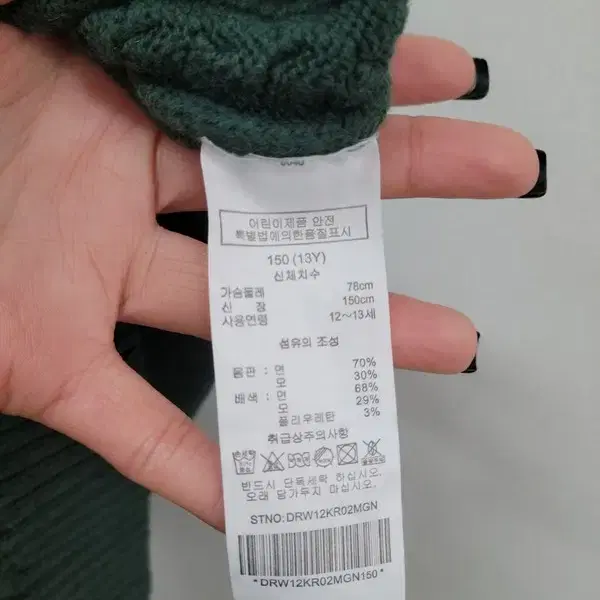 어린이제품 안전
특별법에의한품질표시
150 (13Y)
신체치수
가슴둘레 78cm
신 장 150cm
사용연령 12~13세
섬유의 조성
몸판 : 면 70%
모 30%
배색 : 면 68%
모 29%
폴리우레탄 3%
취급상주의사항
반드시 단독세탁 하십시오.
오래 담가두지 마십시오.
STNO: DRW12KR02MGN
*DRW12KR02MGN150*